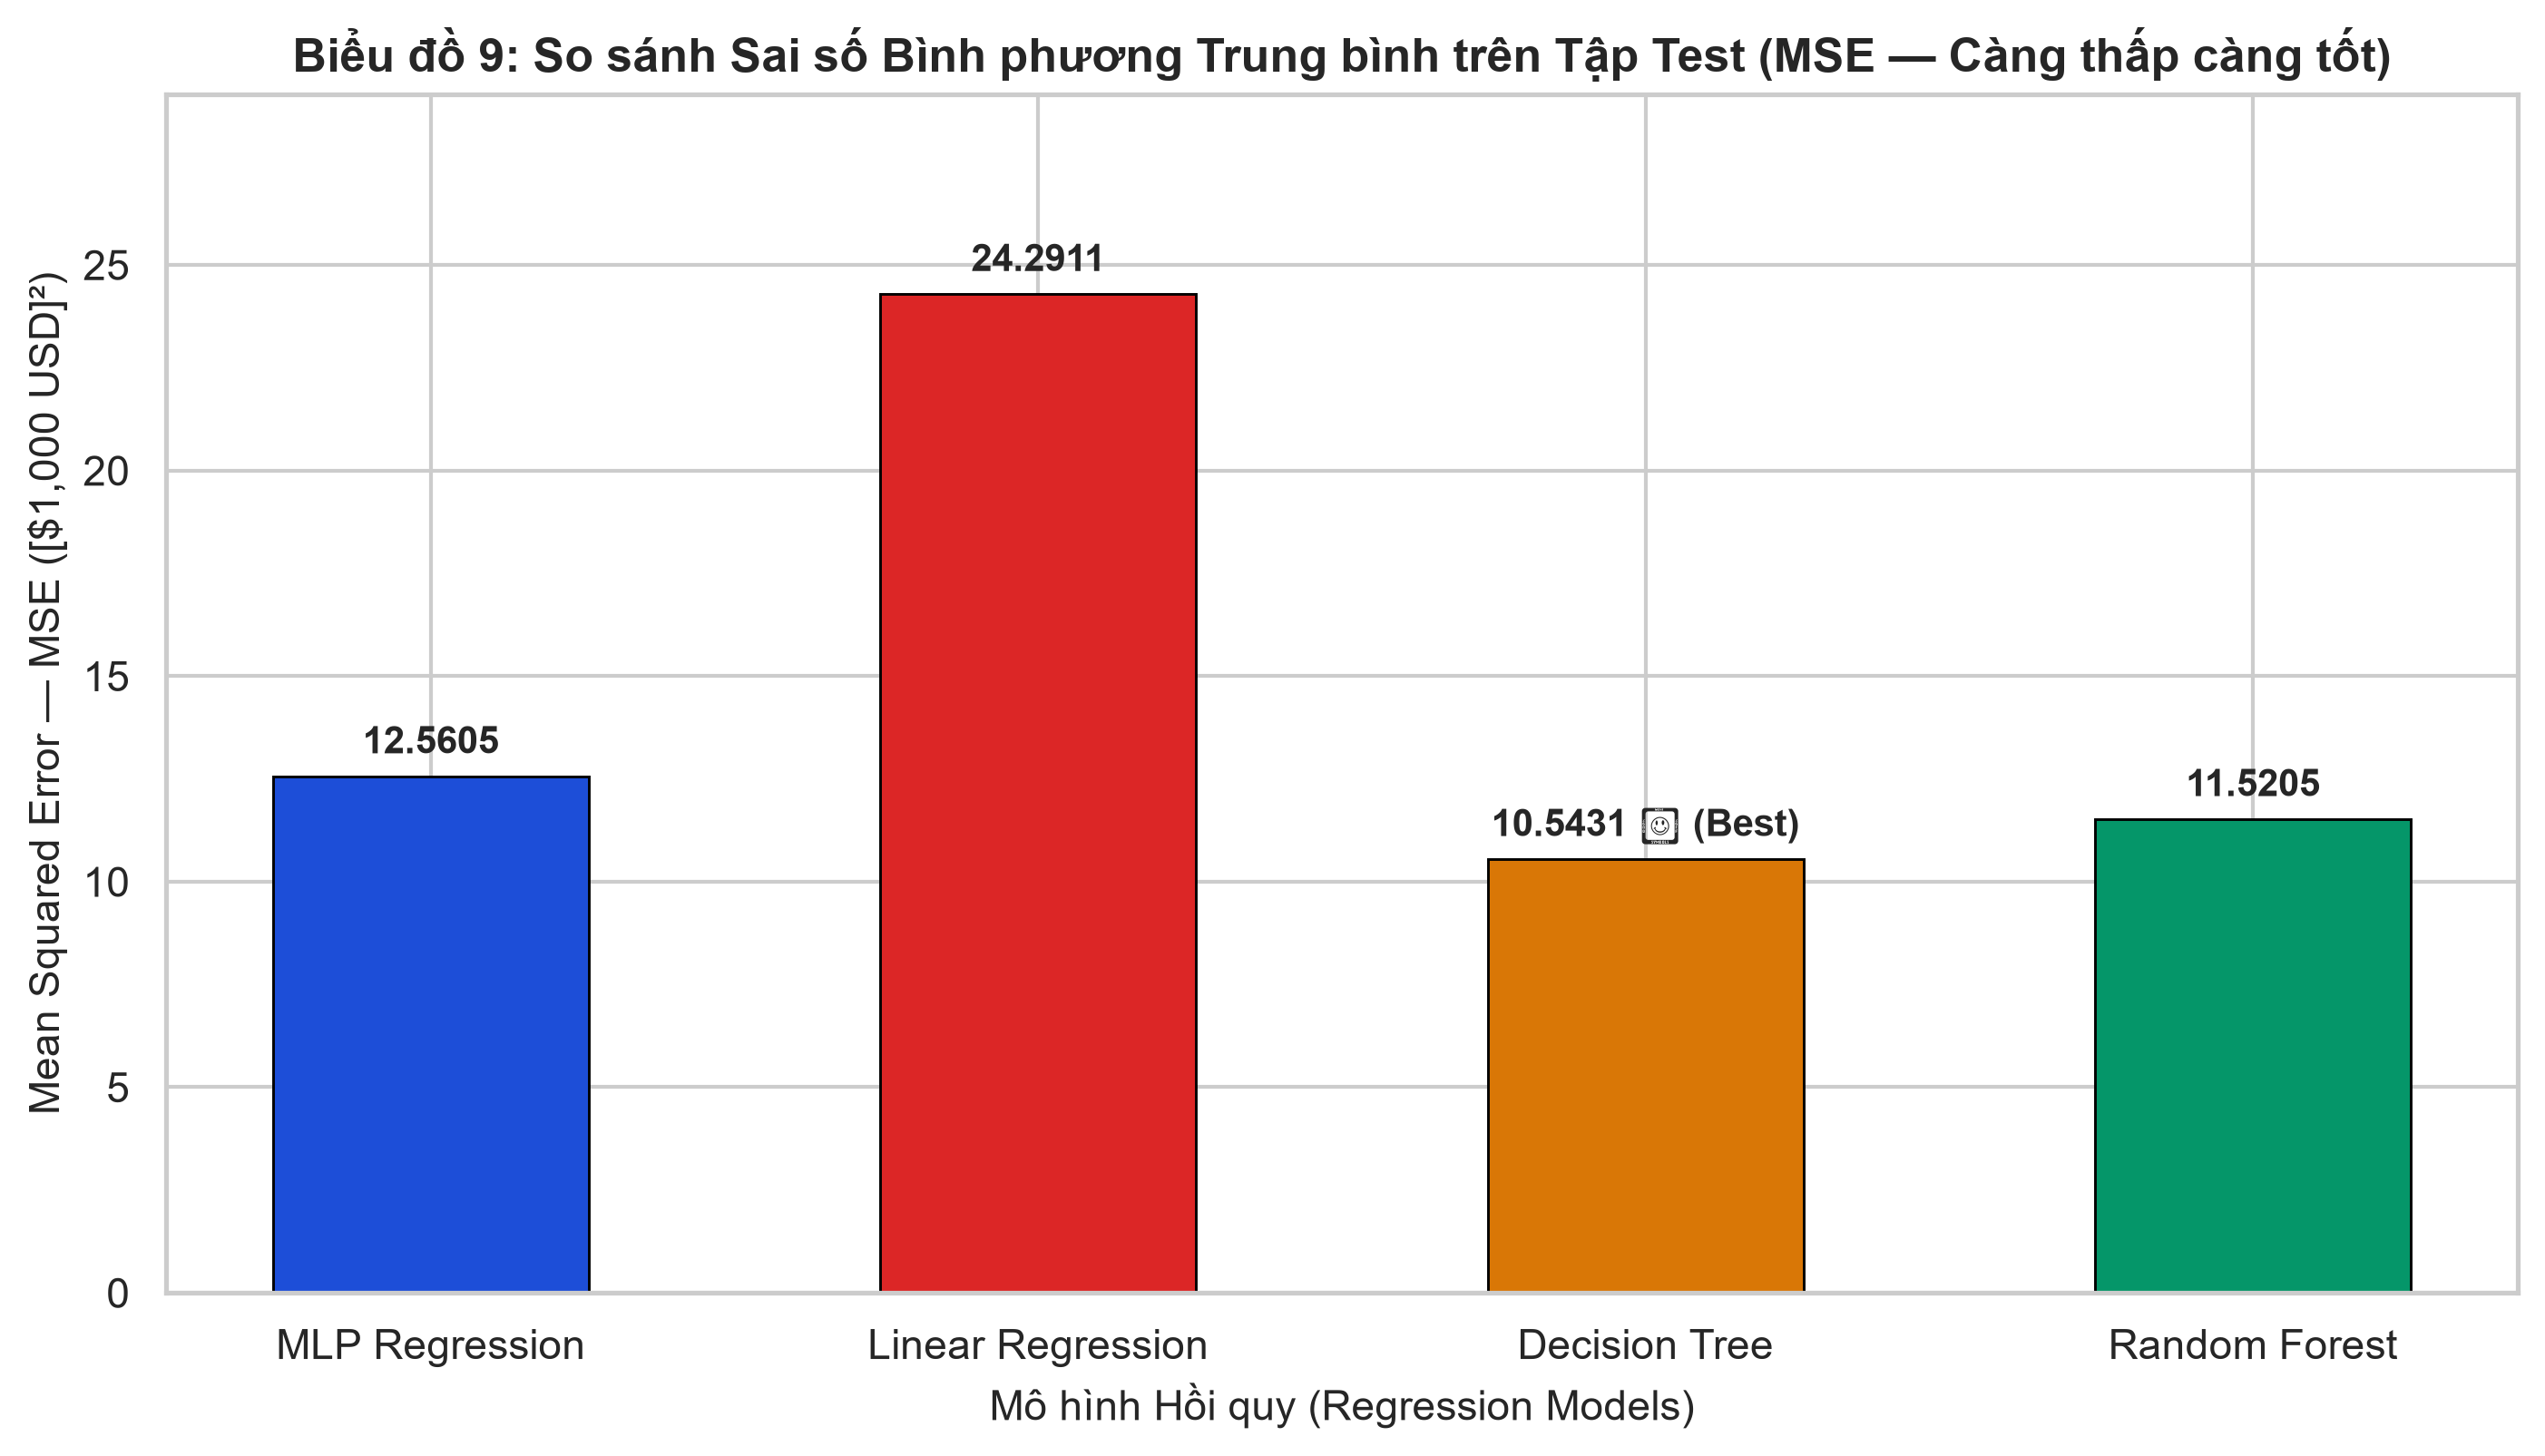 Biểu đồ 9: So sánh Sai số Bình phương Trung bình trên Tập Test (MSE — Càng thấp càng tốt)
Mean Squared Error — MSE ([$1,000 USD]²)
25
20
15
10
5
0
12.5605
24.2911
10.5431 (Best)
11.5205
MLP Regression
Linear Regression
Decision Tree
Random Forest
Mô hình Hồi quy (Regression Models)